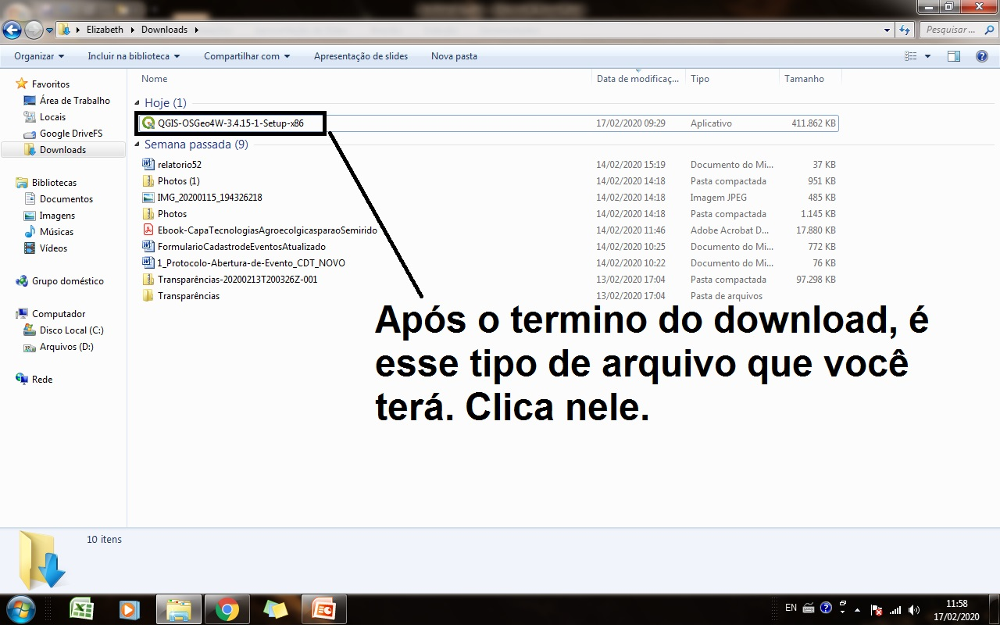 Elizabeth Downloads
Pesquisar ...
Organizar Incluir na biblioteca Compartilhar com Apresentação de slides Nova pasta
Favoritos
Área de Trabalho
Locais
Google DriveFS
Downloads
Bibliotecas
Documentos
Imagens
Músicas
Vídeos
Grupo doméstico
Computador
Disco Local (C:)
Arquivos (D:)
Rede
Nome Data de modificaç... Tipo Tamanho
Hoje (1)
QGIS-OSGeo4W-3.4.15-1-Setup-x86 17/02/2020 09:29 Aplicativo 411.862 KB
Semana passada (9)
relatorio52 14/02/2020 15:19 Documento do Mi... 37 KB
Photos (1) 14/02/2020 14:18 Pasta compactada 951 KB
IMG_20200115_194326218 14/02/2020 14:18 Imagem JPEG 485 KB
Photos 14/02/2020 14:18 Pasta compactada 1.145 KB
Ebook-CapaTecnologiasAgroecolgicasparaoSemirido 14/02/2020 11:46 Adobe Acrobat D... 17.880 KB
FormularioCadastrodeEventosAtualizado 14/02/2020 10:25 Documento do Mi... 772 KB
1_Protocolo-Abertura-de-Evento_CDT_NOVO 14/02/2020 10:22 Documento do Mi... 76 KB
Transparências-20200213T200326Z-001 13/02/2020 17:04 Pasta compactada 97.298 KB
Transparências 13/02/2020 17:04 Pasta de arquivos
Após o termino do download, é
esse tipo de arquivo que você
terá. Clica nele.
10 itens
EN
11:58
17/02/2020